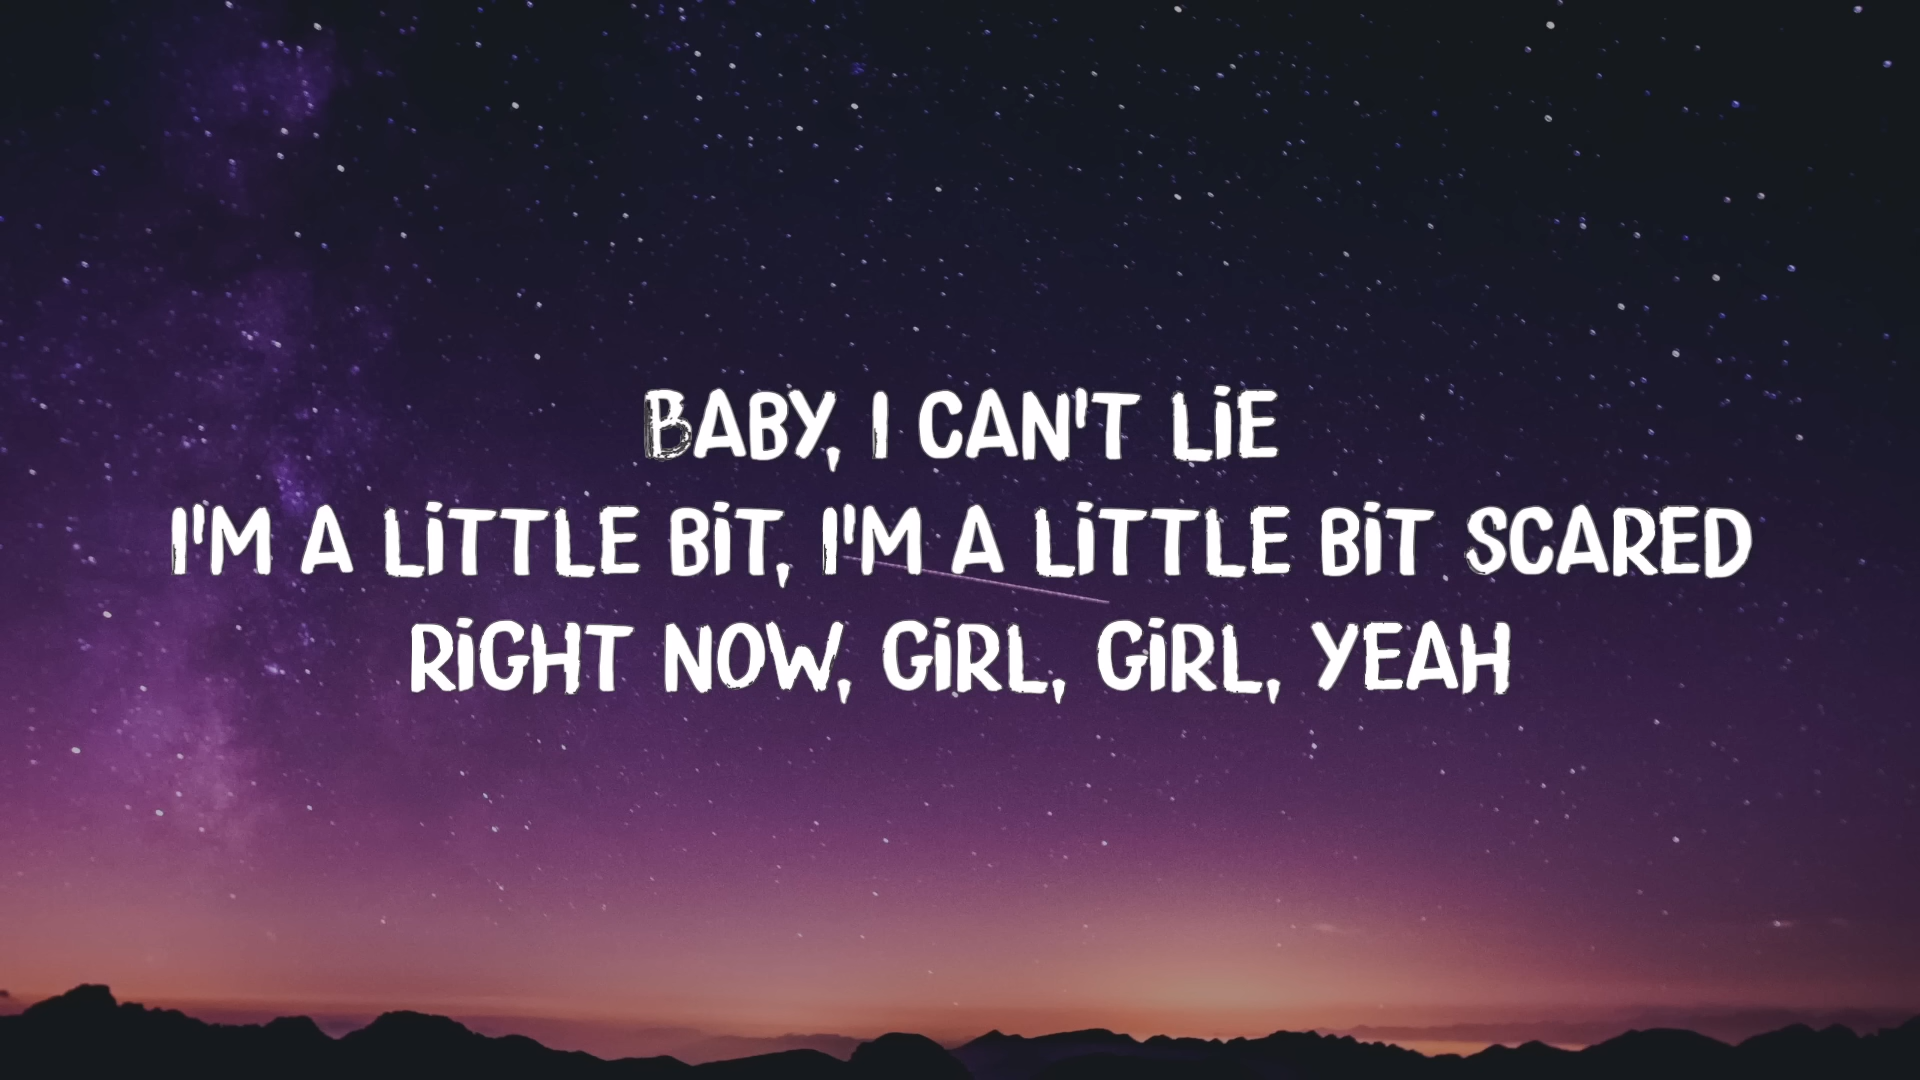 BABY, I CAN'T LiE
I'M A LiTTLE BiT, I'M A LiTTLE BiT SCARED
RiGHT NOW, GiRL, GiRL, YEAH